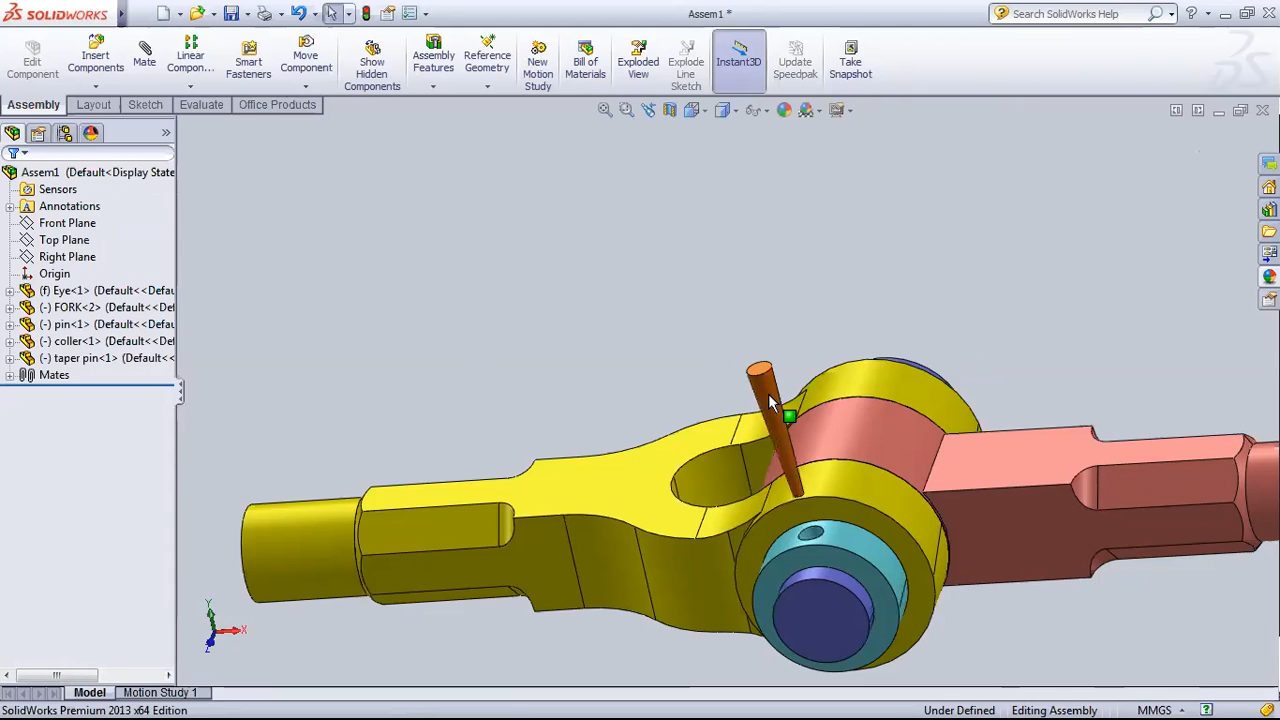 SOLIDWORKS
Assem1 *
Search SolidWorks Help
Edit Component
Insert Components
Mate
Linear Compon...
Smart Fasteners
Move Component
Show Hidden Components
Assembly Features
Reference Geometry
New Motion Study
Bill of Materials
Exploded View
Explode Line Sketch
Instant3D
Update Speedpak
Take Snapshot
Assembly
Layout
Sketch
Evaluate
Office Products
Assem1 (Default<Display State
Sensors
Annotations
Front Plane
Top Plane
Right Plane
Origin
(f) Eye<1> (Default<<Defau
(-) FORK<2> (Default<<Def
(-) pin<1> (Default<<Defau
(-) coller<1> (Default<<Def
(-) taper pin<1> (Default<<
Mates
Y
X
Z
Model
Motion Study 1
SolidWorks Premium 2013 x64 Edition
Under Defined
Editing Assembly
MMGS